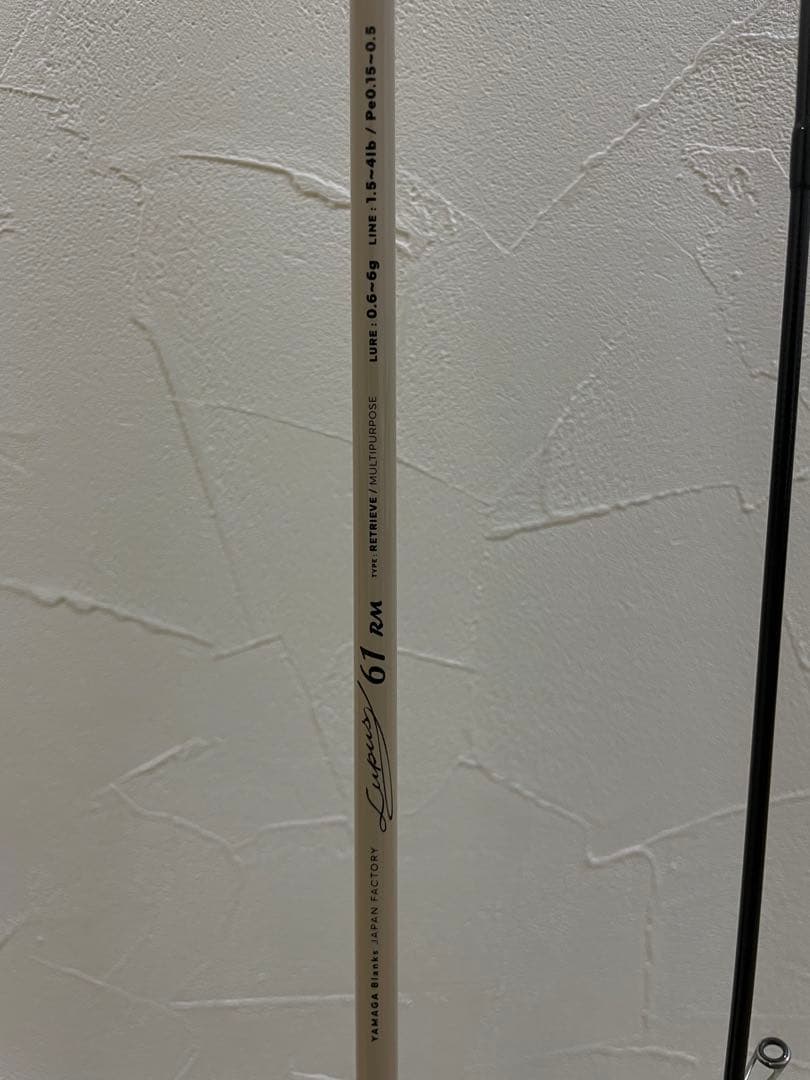 YAMAGA Blanks JAPAN FACTORY
Lupus 61 RM
TYPE : RETRIEVE / MULTIPURPOSE
LURE : 0.6~6g LINE : 1.5~4lb / Pe0.15~0.5